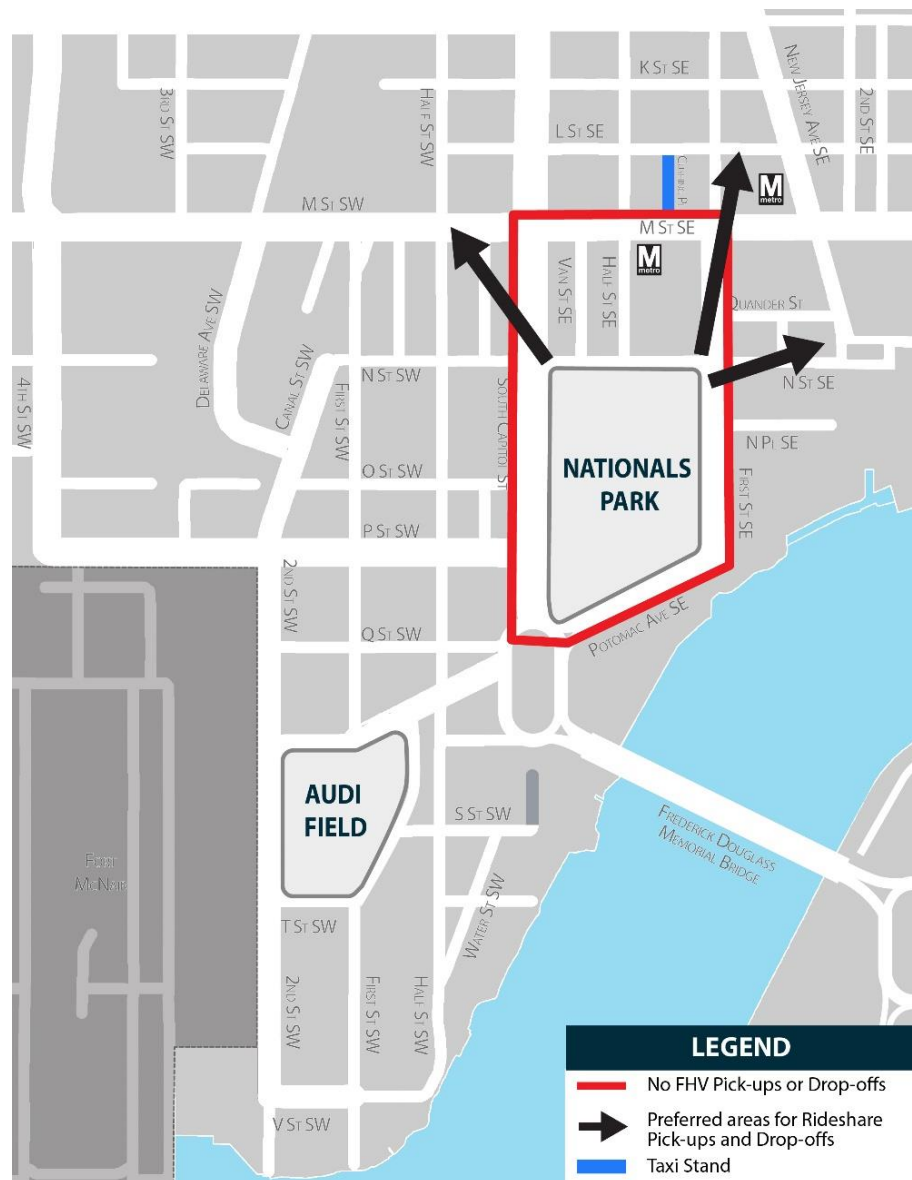 K St SE
New Jersey Ave SE
2nd St SE
3rd St SW
Half St SW
L St SE
M
metro
M St SW
M St SE
M
metro
Van St SE
Half St SE
Quander St
Delaware Ave SW
Canal St SW
First St SW
N St SW
South Capitol St
N St SE
4th St SW
N Pl SE
NATIONALS
PARK
First St SE
O St SW
P St SW
2nd St SW
Q St SW
Potomac Ave SE
AUDI
FIELD
S St SW
Frederick Douglass
Memorial Bridge
Fort
McNair
T St SW
Water St SW
2nd St SW
First St SW
Half St SW
V St SW
LEGEND
No FHV Pick-ups or Drop-offs
Preferred areas for Rideshare
Pick-ups and Drop-offs
Taxi Stand